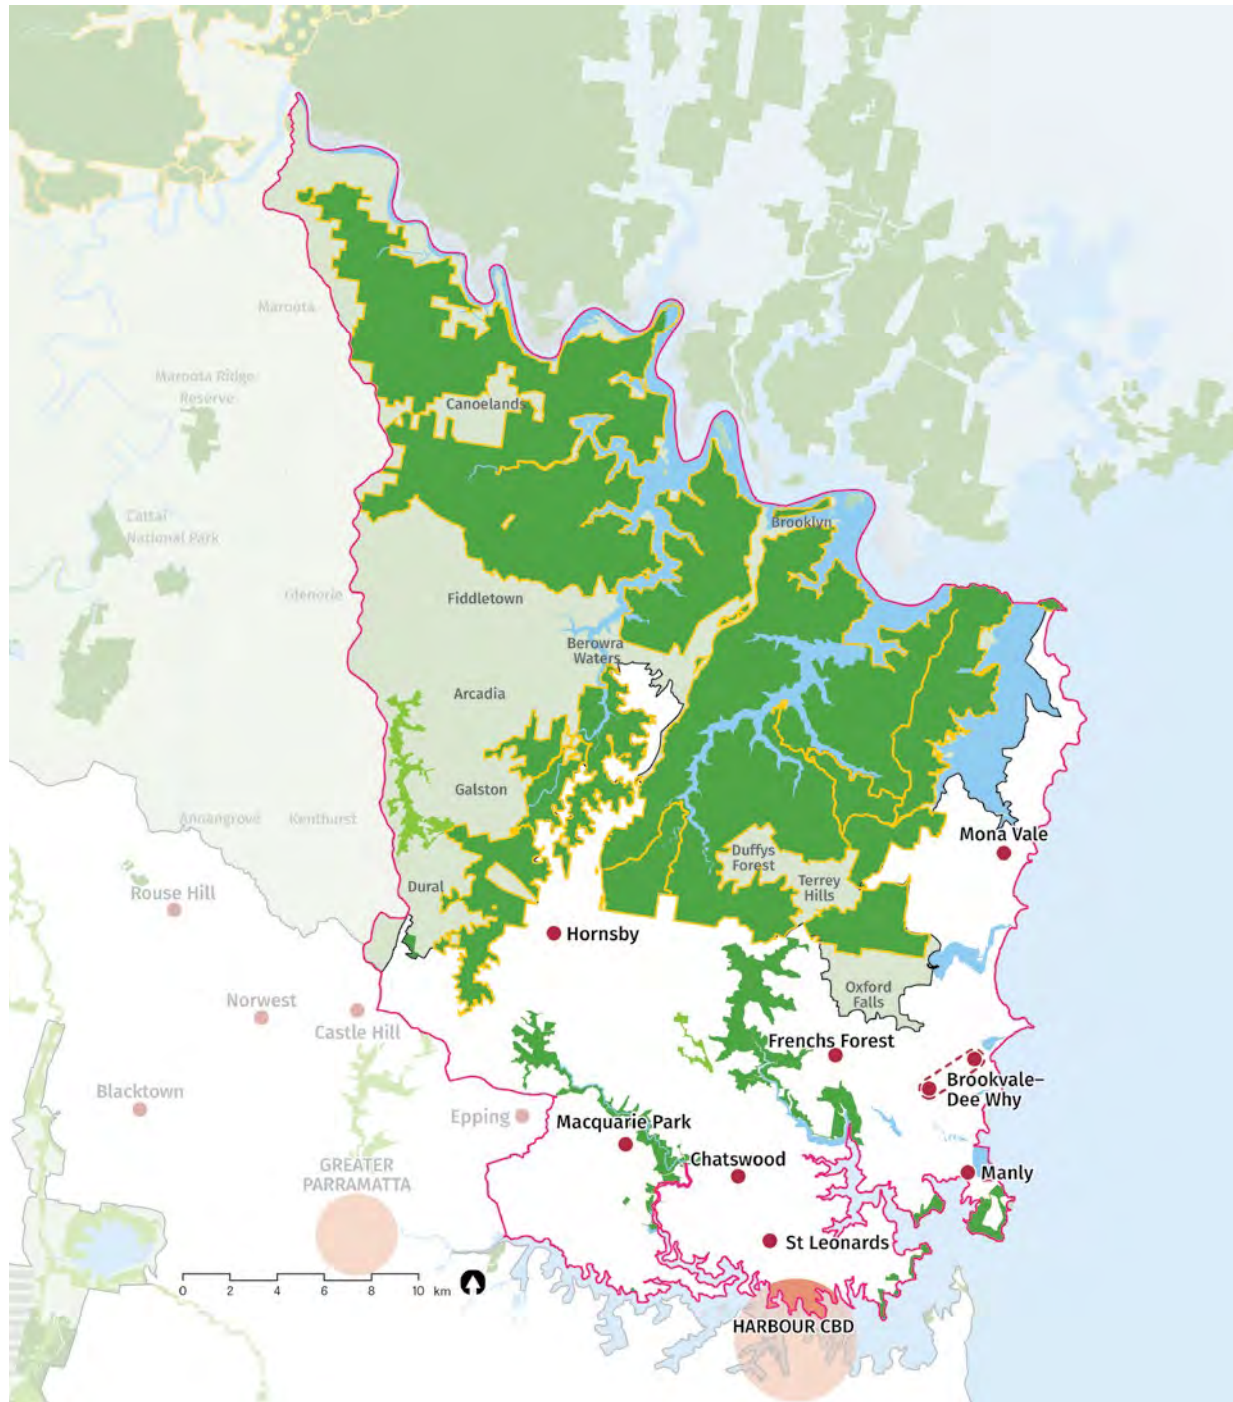 Maroota
Maroota Ridge
Reserve
Canoelands
Cattai
National Park
Brooklyn
Glenorie
Fiddletown
Berowra
Waters
Arcadia
Galston
Annangrove
Kenthurst
Mona Vale
Duffys
Forest
Terrey
Hills
Dural
Rouse Hill
Hornsby
Norwest
Castle Hill
Oxford
Falls
Frenchs Forest
Brookvale–
Dee Why
Blacktown
Epping
Macquarie Park
Chatswood
Manly
GREATER
PARRAMATTA
St Leonards
0 2 4 6 8 10 km
HARBOUR CBD